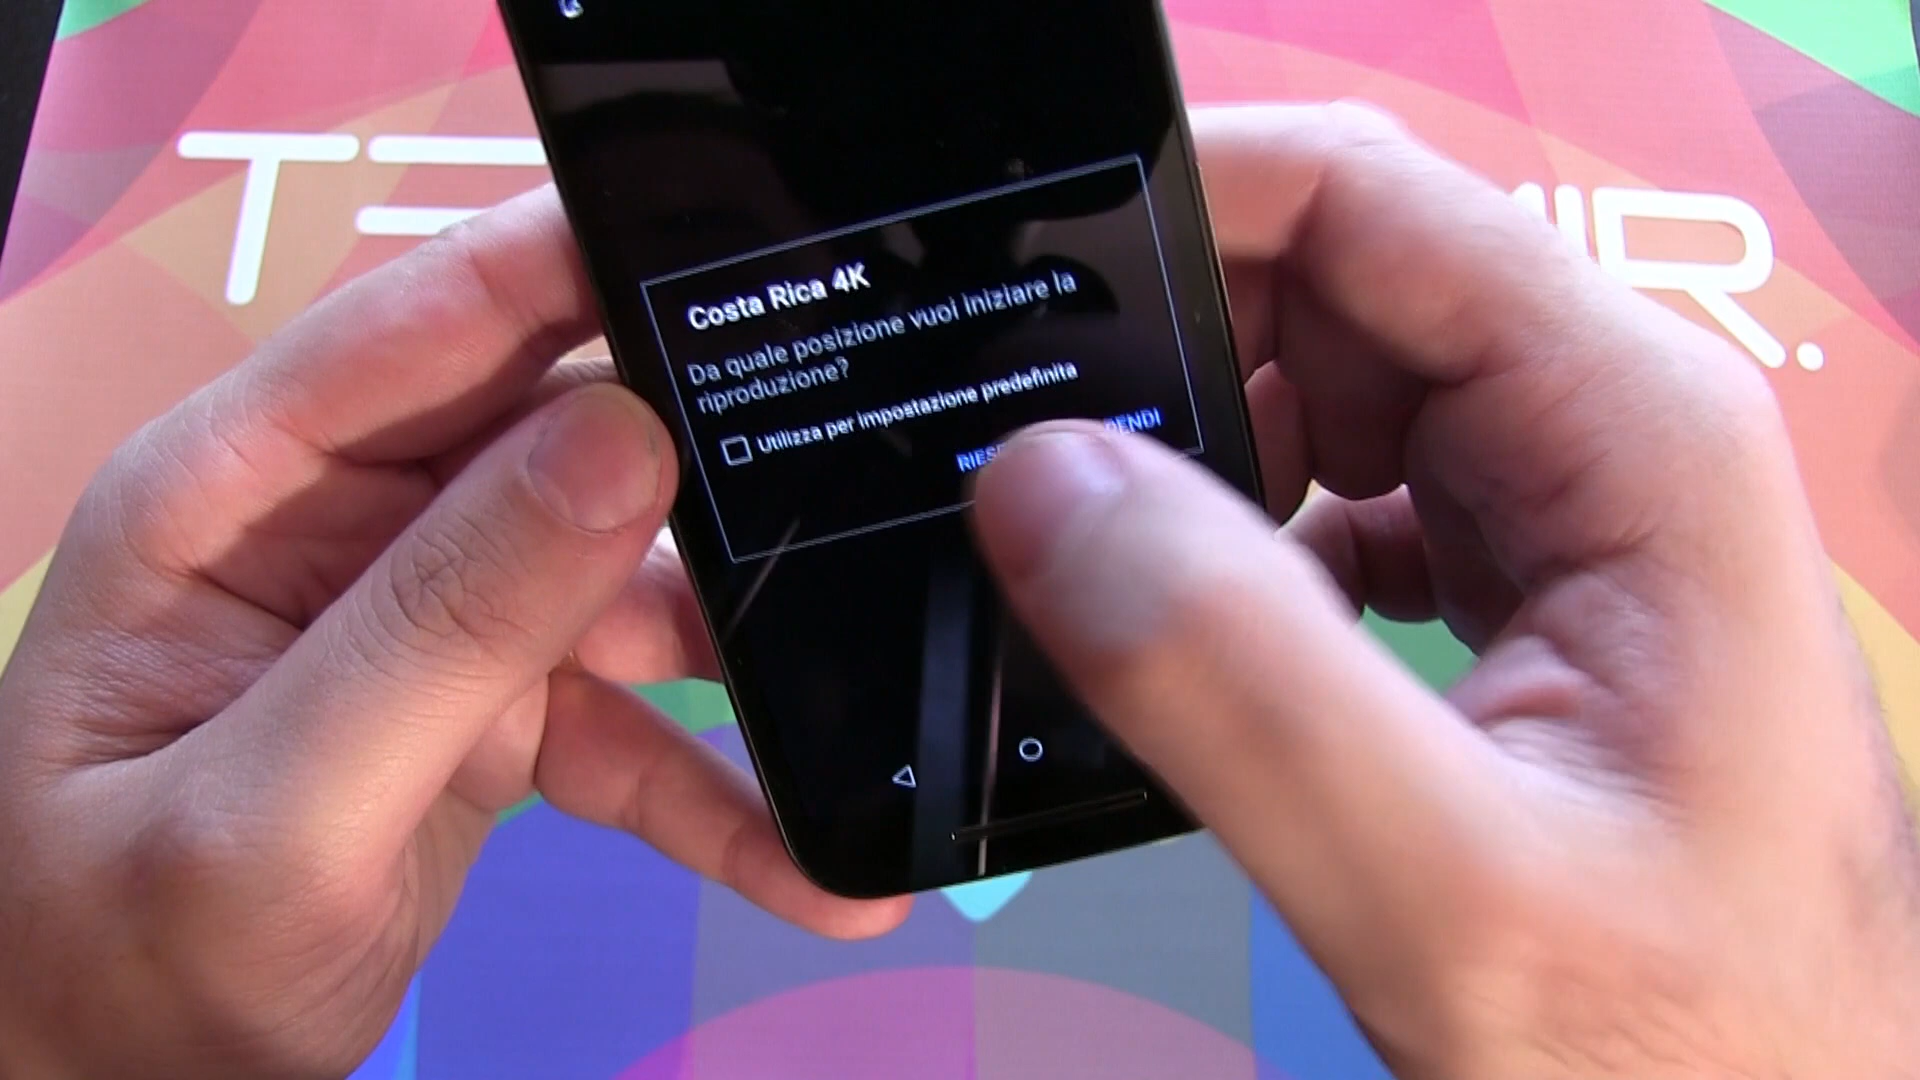 Costa Rica 4K
Da quale posizione vuoi iniziare la
riproduzione?
Utilizza per impostazione predefinita